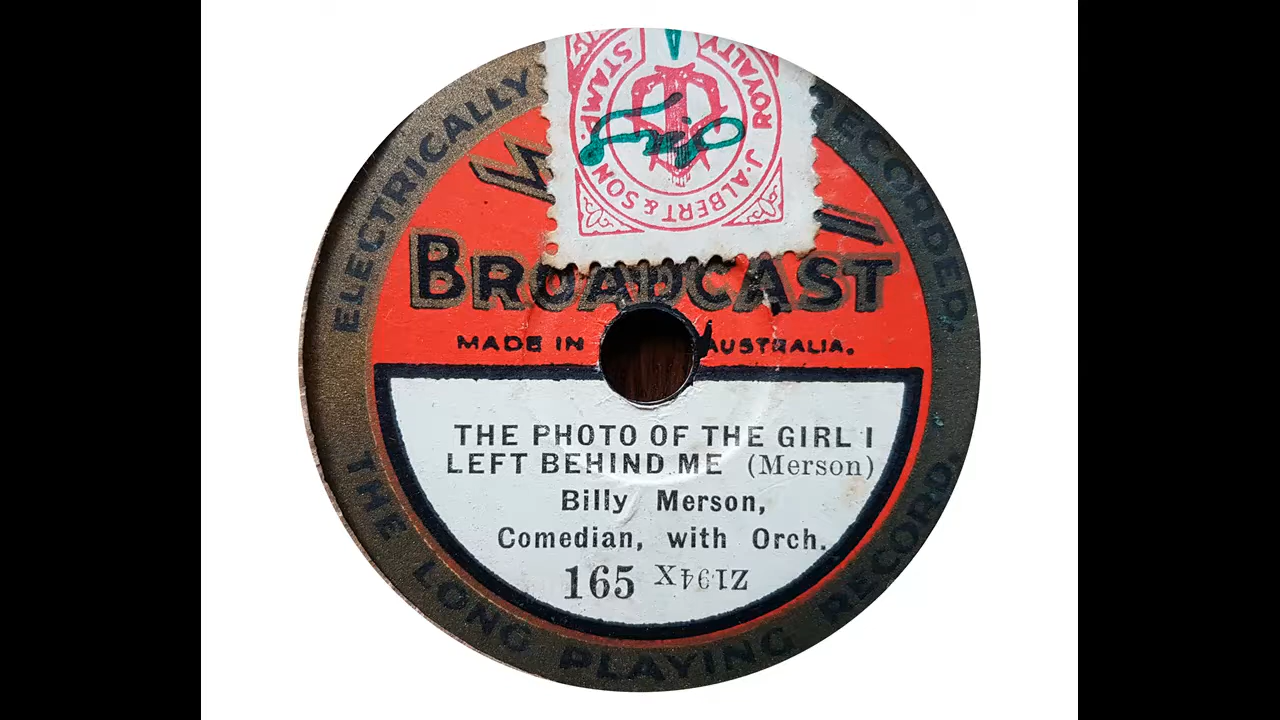 ELECTRICALLY RECORDED.
STAMP. ROYALTY
J. ALBERT & SON
BROADCAST
MADE IN AUSTRALIA.
THE PHOTO OF THE GIRL I
LEFT BEHIND ME (Merson)
Billy Merson,
Comedian, with Orch.
165 Z194X
THE LONG PLAYING RECORD.